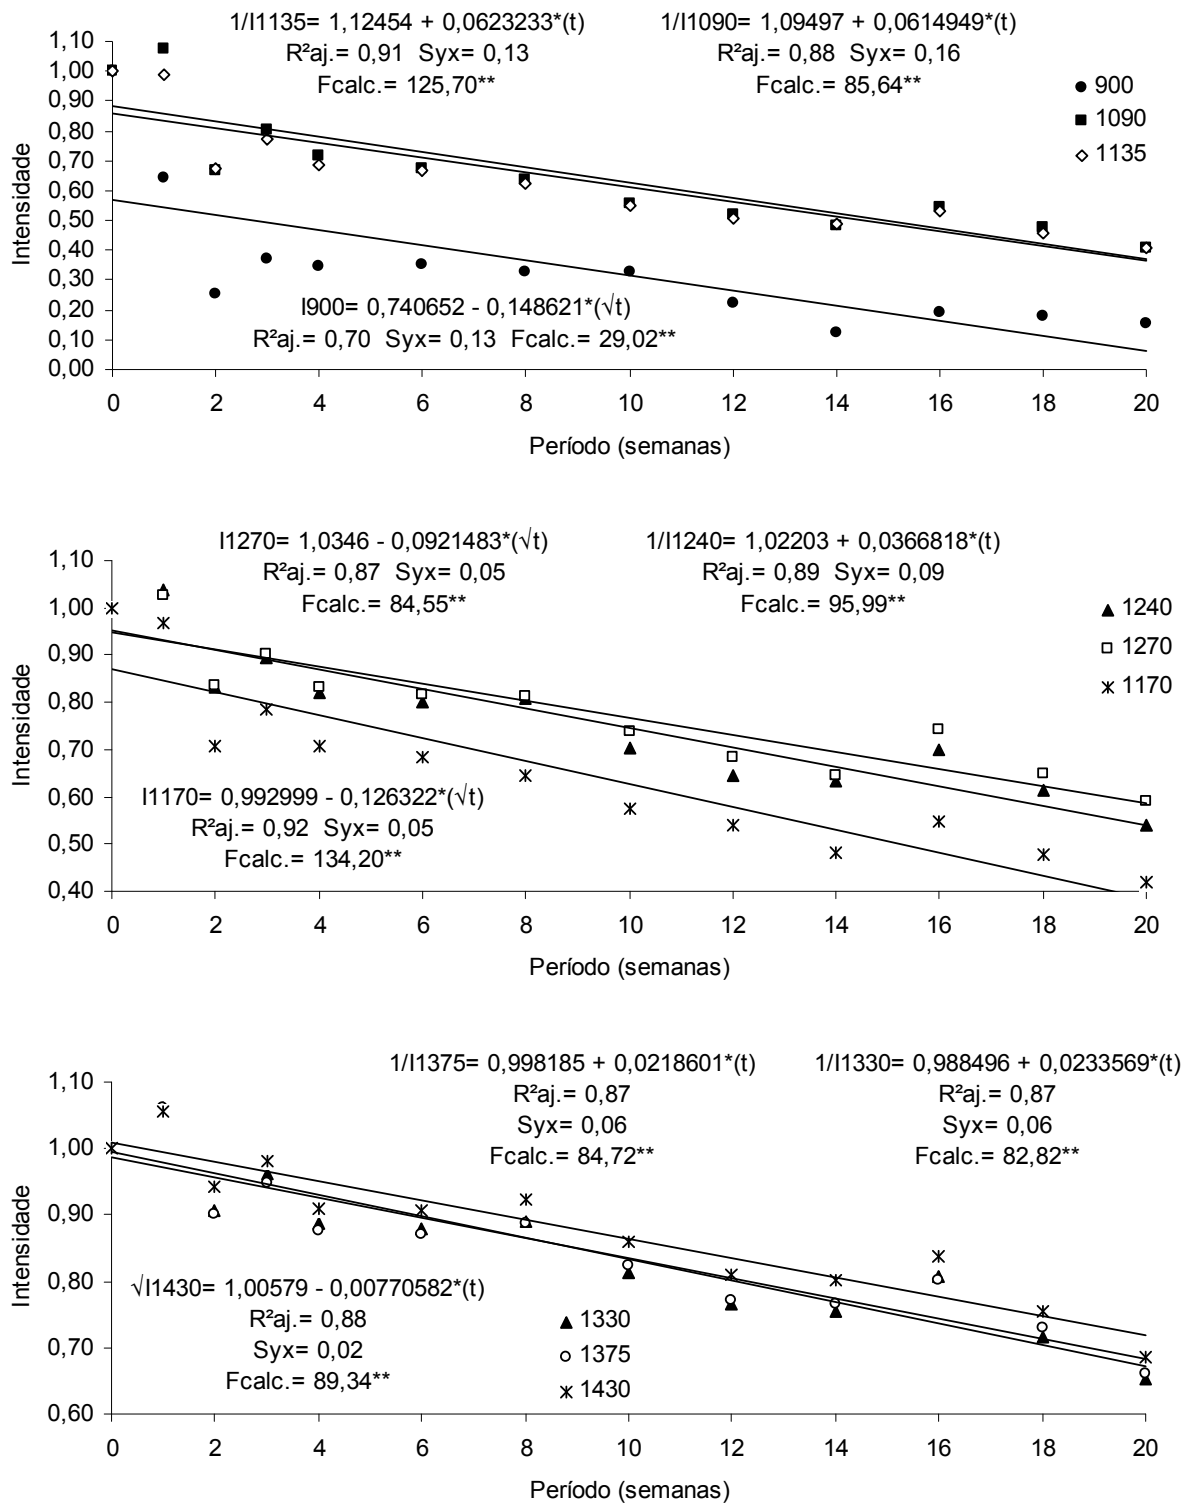 1/I1135= 1,12454 + 0,0623233*(t)
R²aj.= 0,91 Syx= 0,13
Fcalc.= 125,70**
1/I1090= 1,09497 + 0,0614949*(t)
R²aj.= 0,88 Syx= 0,16
Fcalc.= 85,64**
900
1090
1135
Intensidade
1,10
1,00
0,90
0,80
0,70
0,60
0,50
0,40
0,30
0,20
0,10
0,00
I900= 0,740652 - 0,148621*(√t)
R²aj.= 0,70 Syx= 0,13 Fcalc.= 29,02**
0 2 4 6 8 10 12 14 16 18 20
Período (semanas)
I1270= 1,0346 - 0,0921483*(√t)
R²aj.= 0,87 Syx= 0,05
Fcalc.= 84,55**
1/I1240= 1,02203 + 0,0366818*(t)
R²aj.= 0,89 Syx= 0,09
Fcalc.= 95,99**
1240
1270
1170
Intensidade
1,10
1,00
0,90
0,80
0,70
0,60
0,50
0,40
I1170= 0,992999 - 0,126322*(√t)
R²aj.= 0,92 Syx= 0,05
Fcalc.= 134,20**
0 2 4 6 8 10 12 14 16 18 20
Período (semanas)
1/I1375= 0,998185 + 0,0218601*(t)
R²aj.= 0,87
Syx= 0,06
Fcalc.= 84,72**
1/I1330= 0,988496 + 0,0233569*(t)
R²aj.= 0,87
Syx= 0,06
Fcalc.= 82,82**
Intensidade
1,10
1,00
0,90
0,80
0,70
0,60
√I1430= 1,00579 - 0,00770582*(t)
R²aj.= 0,88
Syx= 0,02
Fcalc.= 89,34**
1330
1375
1430
0 2 4 6 8 10 12 14 16 18 20
Período (semanas)